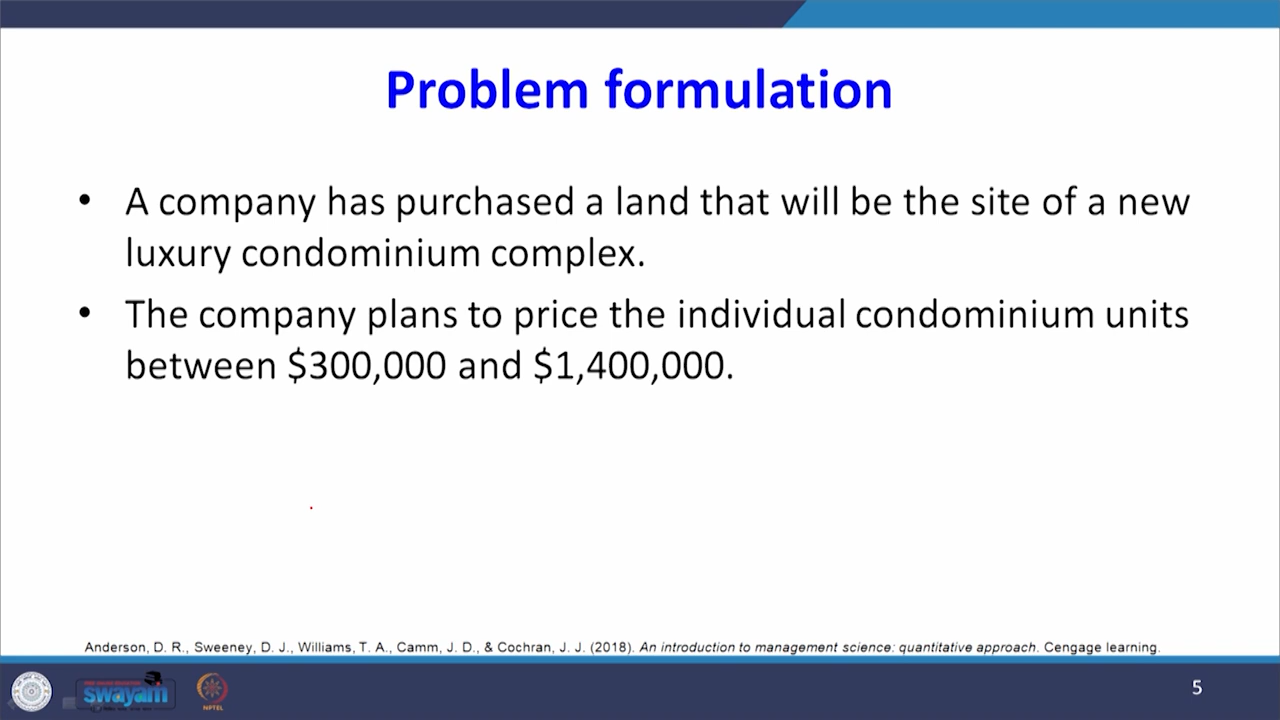 Problem formulation
• A company has purchased a land that will be the site of a new
luxury condominium complex.
• The company plans to price the individual condominium units
between $300,000 and $1,400,000.
Anderson, D. R., Sweeney, D. J., Williams, T. A., Camm, J. D., & Cochran, J. J. (2018). An introduction to management science: quantitative approach. Cengage learning.
swayam
NPTEL
5